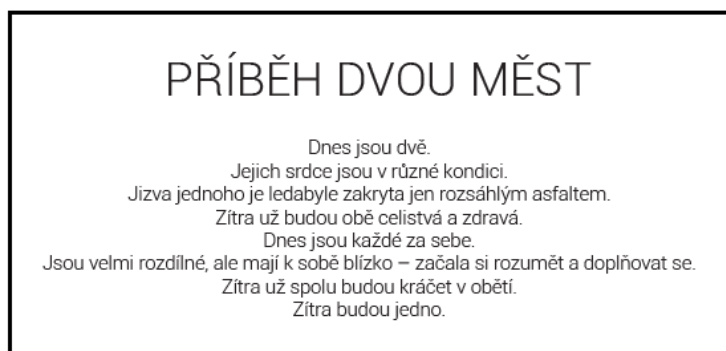 PŘÍBĚH DVOU MĚST
Dnes jsou dvě.
Jejich srdce jsou v různé kondici.
Jizva jednoho je ledabyle zakryta jen rozsáhlým asfaltem.
Zítra už budou obě celistvá a zdravá.
Dnes jsou každé za sebe.
Jsou velmi rozdílné, ale mají k sobě blízko – začala si rozumět a doplňovat se.
Zítra už spolu budou kráčet v obětí.
Zítra budou jedno.